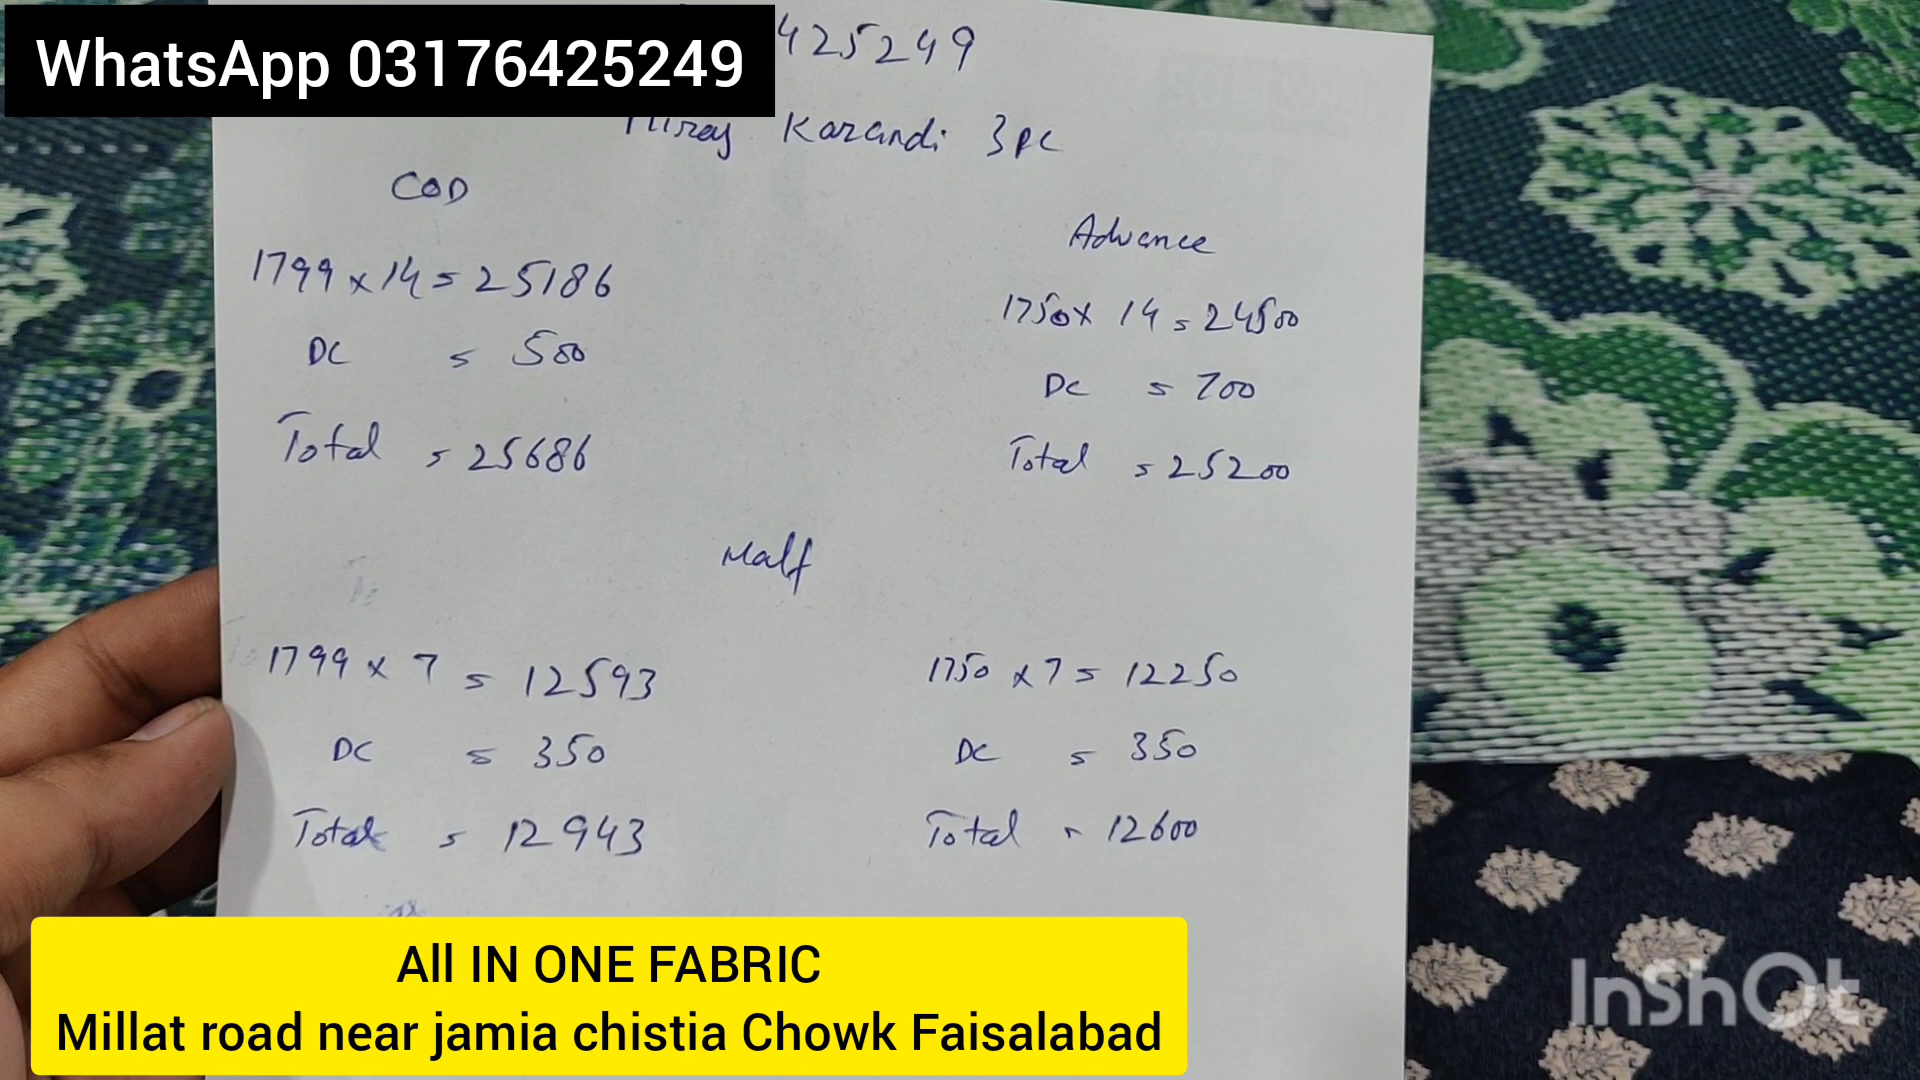 WhatsApp 03176425249
425249
Karandi 3 PC
COD
1799 x 14 = 25186
DC = 500
Total = 25686
Advance
1750 x 14 = 24500
DC = 700
Total = 25200
Half
1799 x 7 = 12593
DC = 350
Total = 12943
1750 x 7 = 12250
DC = 350
Total = 12600
All IN ONE FABRIC
Millat road near jamia chistia Chowk Faisalabad
InShOt